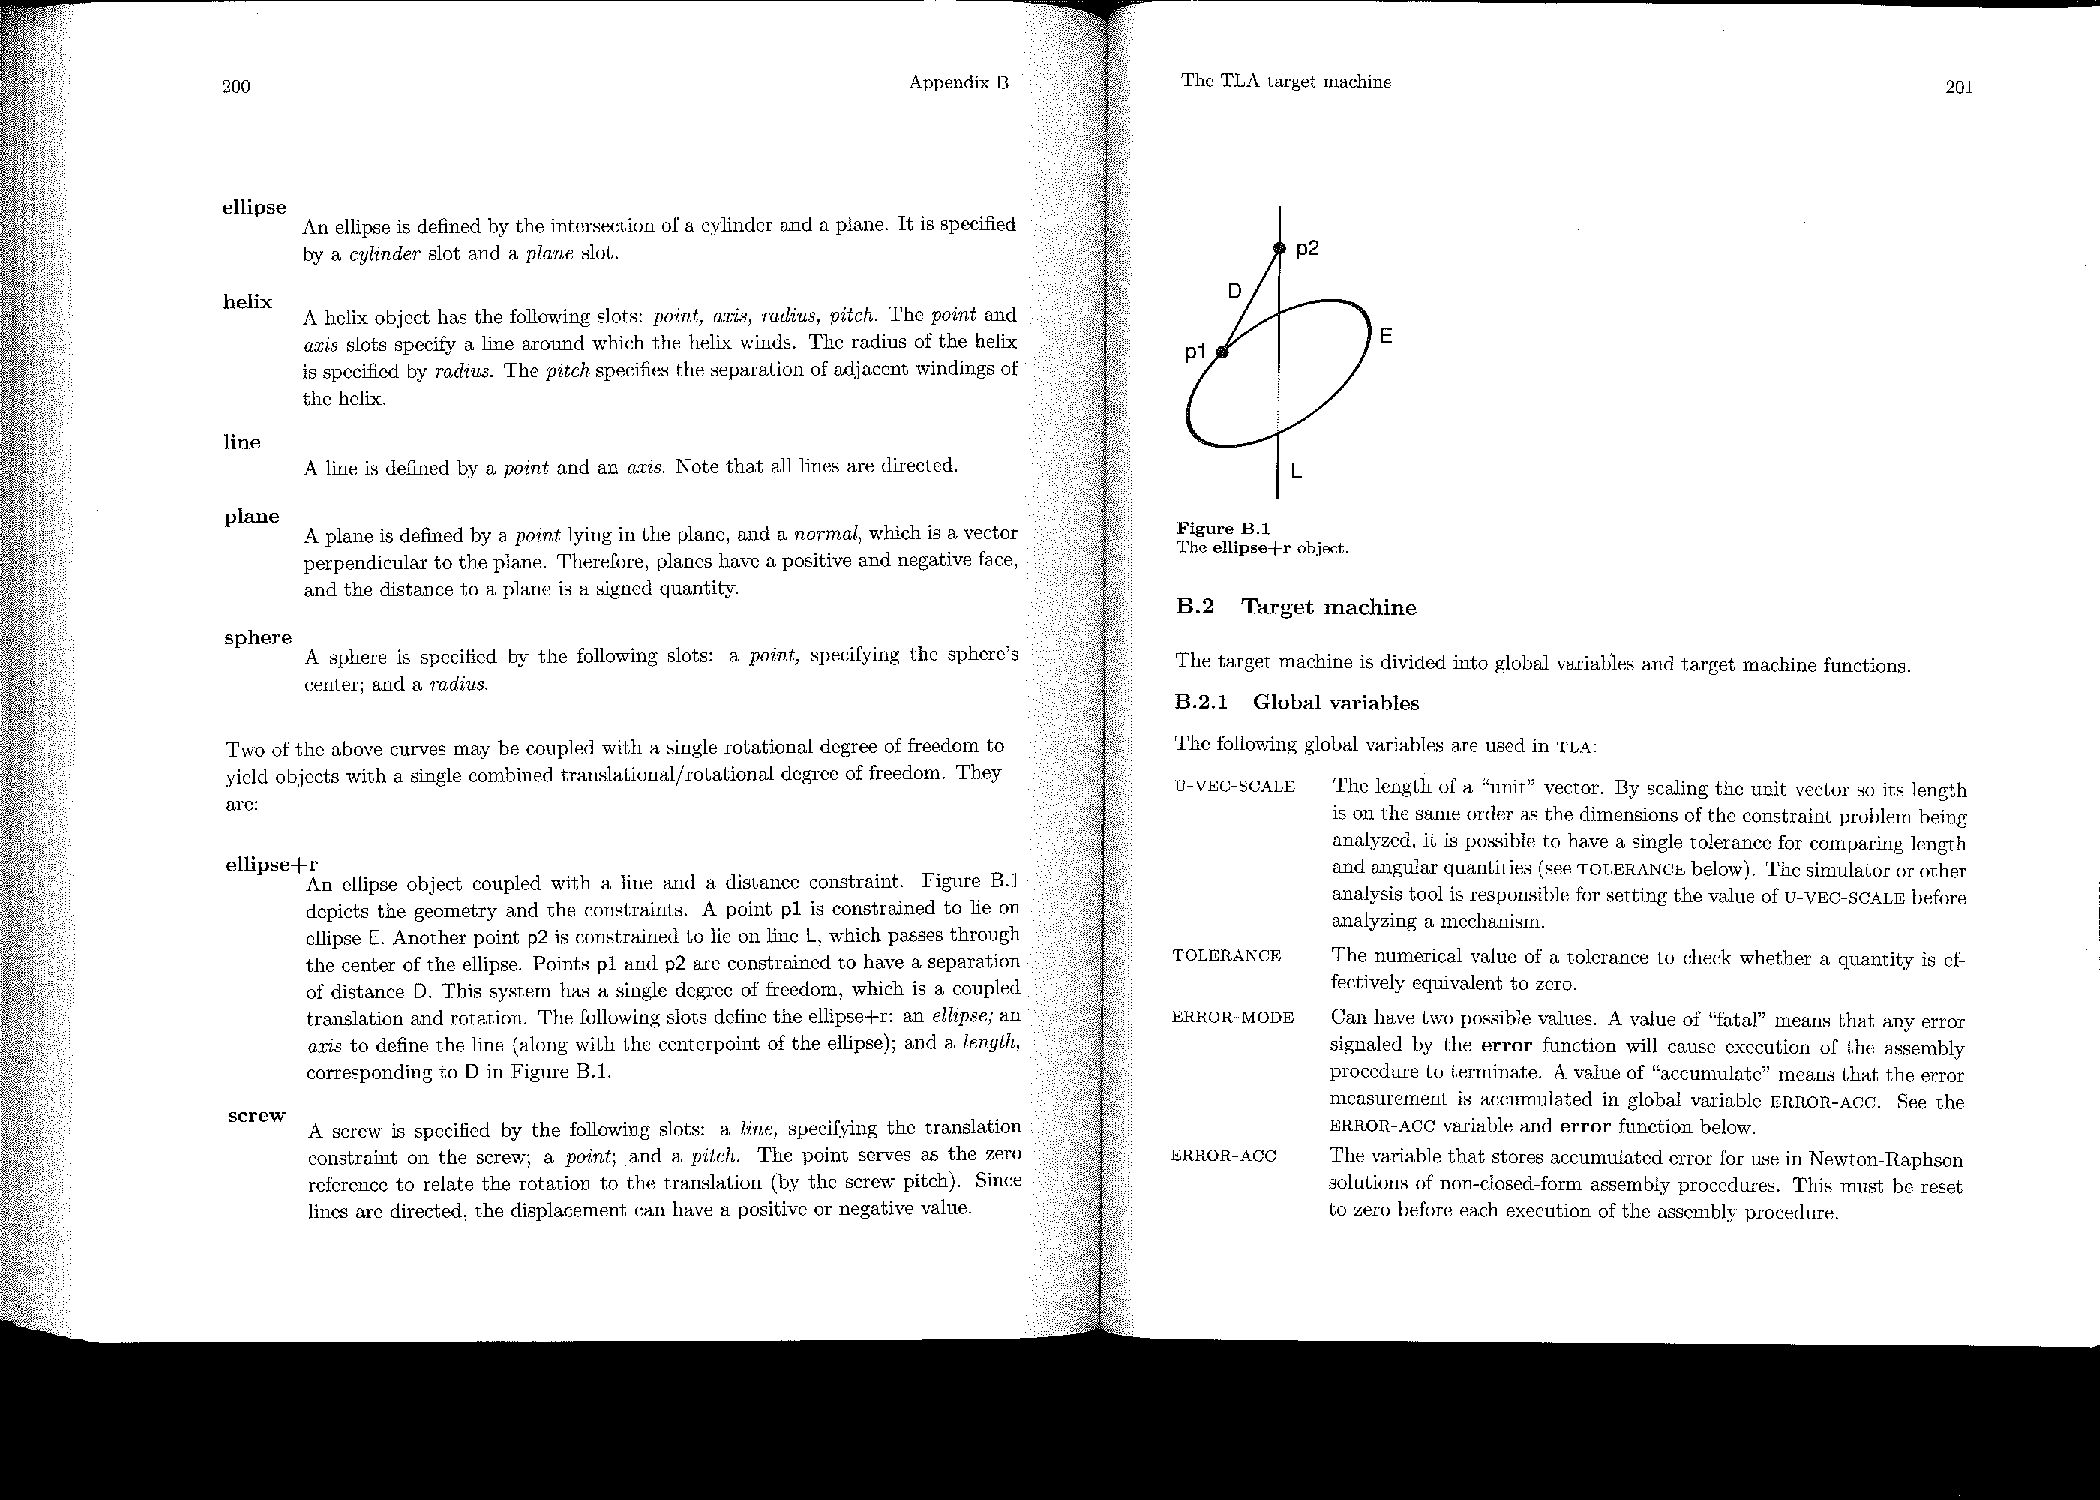 200
Appendix B
ellipse
An ellipse is defined by the intersection of a cylinder and a plane. It is specified
by a cylinder slot and a plane slot.
helix
A helix object has the following slots: point, axis, radius, pitch. The point and
axis slots specify a line around which the helix winds. The radius of the helix
is specified by radius. The pitch specifies the separation of adjacent windings of
the helix.
line
A line is defined by a point and an axis. Note that all lines are directed.
plane
A plane is defined by a point lying in the plane, and a normal, which is a vector
perpendicular to the plane. Therefore, planes have a positive and negative face,
and the distance to a plane is a signed quantity.
sphere
A sphere is specified by the following slots: a point, specifying the sphere's
center; and a radius.
Two of the above curves may be coupled with a single rotational degree of freedom to
yield objects with a single combined translational/rotational degree of freedom. They
are:
ellipse+r
An ellipse object coupled with a line and a distance constraint. Figure B.1
depicts the geometry and the constraints. A point p1 is constrained to lie on
ellipse E. Another point p2 is constrained to lie on line L, which passes through
the center of the ellipse. Points p1 and p2 are constrained to have a separation
of distance D. This system has a single degree of freedom, which is a coupled
translation and rotation. The following slots define the ellipse+r: an ellipse; an
axis to define the line (along with the centerpoint of the ellipse); and a length,
corresponding to D in Figure B.1.
screw
A screw is specified by the following slots: a line, specifying the translation
constraint on the screw; a point; and a pitch. The point serves as the zero
reference to relate the rotation to the translation (by the screw pitch). Since
lines are directed, the displacement can have a positive or negative value.
The TLA target machine
201
p2
D
E
p1
L
Figure B.1
The ellipse+r object.
B.2 Target machine
The target machine is divided into global variables and target machine functions.
B.2.1 Global variables
The following global variables are used in TLA:
U-VEC-SCALE The length of a "unit" vector. By scaling the unit vector so its length
is on the same order as the dimensions of the constraint problem being
analyzed, it is possible to have a single tolerance for comparing length
and angular quantities (see TOLERANCE below). The simulator or other
analysis tool is responsible for setting the value of U-VEC-SCALE before
analyzing a mechanism.
TOLERANCE The numerical value of a tolerance to check whether a quantity is ef-
fectively equivalent to zero.
ERROR-MODE Can have two possible values. A value of "fatal" means that any error
signaled by the error function will cause execution of the assembly
procedure to terminate. A value of "accumulate" means that the error
measurement is accumulated in global variable ERROR-ACC. See the
ERROR-ACC variable and error function below.
ERROR-ACC The variable that stores accumulated error for use in Newton-Raphson
solutions of non-closed-form assembly procedures. This must be reset
to zero before each execution of the assembly procedure.